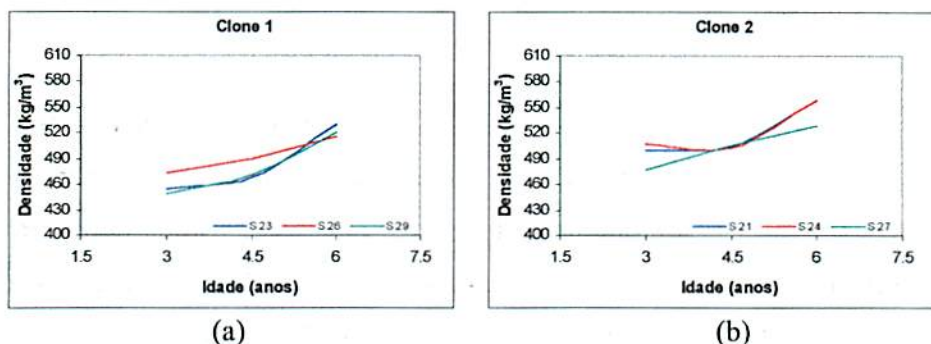 Clone 1
Densidade (kg/m³)
610
580
550
520
490
460
430
400
S23 S26 S29
1.5 3 4.5 6 7.5
Idade (anos)
(a)
Clone 2
Densidade (kg/m³)
610
580
550
520
490
460
430
400
S21 S24 S27
1.5 3 4.5 6 7.5
Idade (anos)
(b)